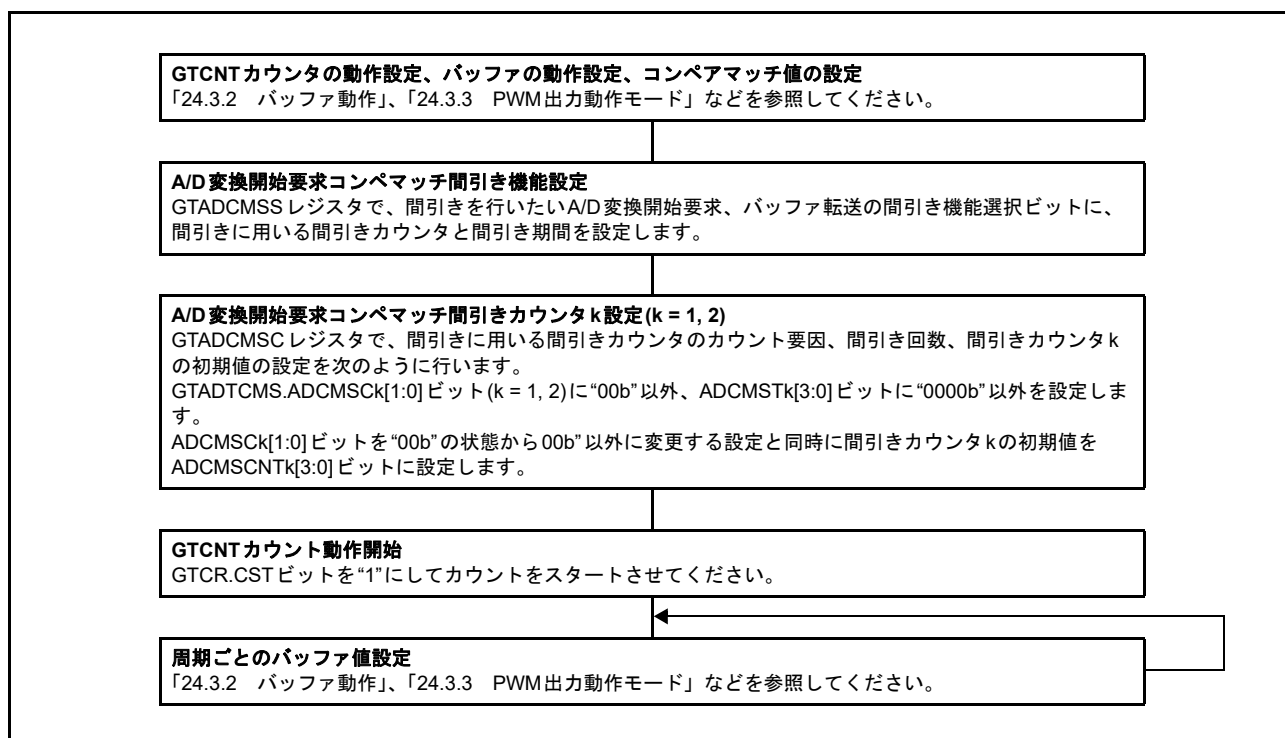 GTCNTカウンタの動作設定、バッファの動作設定、コンペアマッチ値の設定
「24.3.2　バッファ動作」、「24.3.3　PWM出力動作モード」などを参照してください。
A/D変換開始要求コンペマッチ間引き機能設定
GTADCMSSレジスタで、間引きを行いたいA/D変換開始要求、バッファ転送の間引き機能選択ビットに、
間引きに用いる間引きカウンタと間引き期間を設定します。
A/D変換開始要求コンペマッチ間引きカウンタk設定(k = 1, 2)
GTADCMSCレジスタで、間引きに用いる間引きカウンタのカウント要因、間引き回数、間引きカウンタk
の初期値の設定を次のように行います。
GTADTCMS.ADCMSCk[1:0]ビット(k = 1, 2)に“00b”以外、ADCMSTk[3:0]ビットに“0000b”以外を設定しま
す。
ADCMSCk[1:0]ビットを“00b”の状態から00b”以外に変更する設定と同時に間引きカウンタkの初期値を
ADCMSCNTk[3:0]ビットに設定します。
GTCNTカウント動作開始
GTCR.CSTビットを“1”にしてカウントをスタートさせてください。
周期ごとのバッファ値設定
「24.3.2　バッファ動作」、「24.3.3　PWM出力動作モード」などを参照してください。